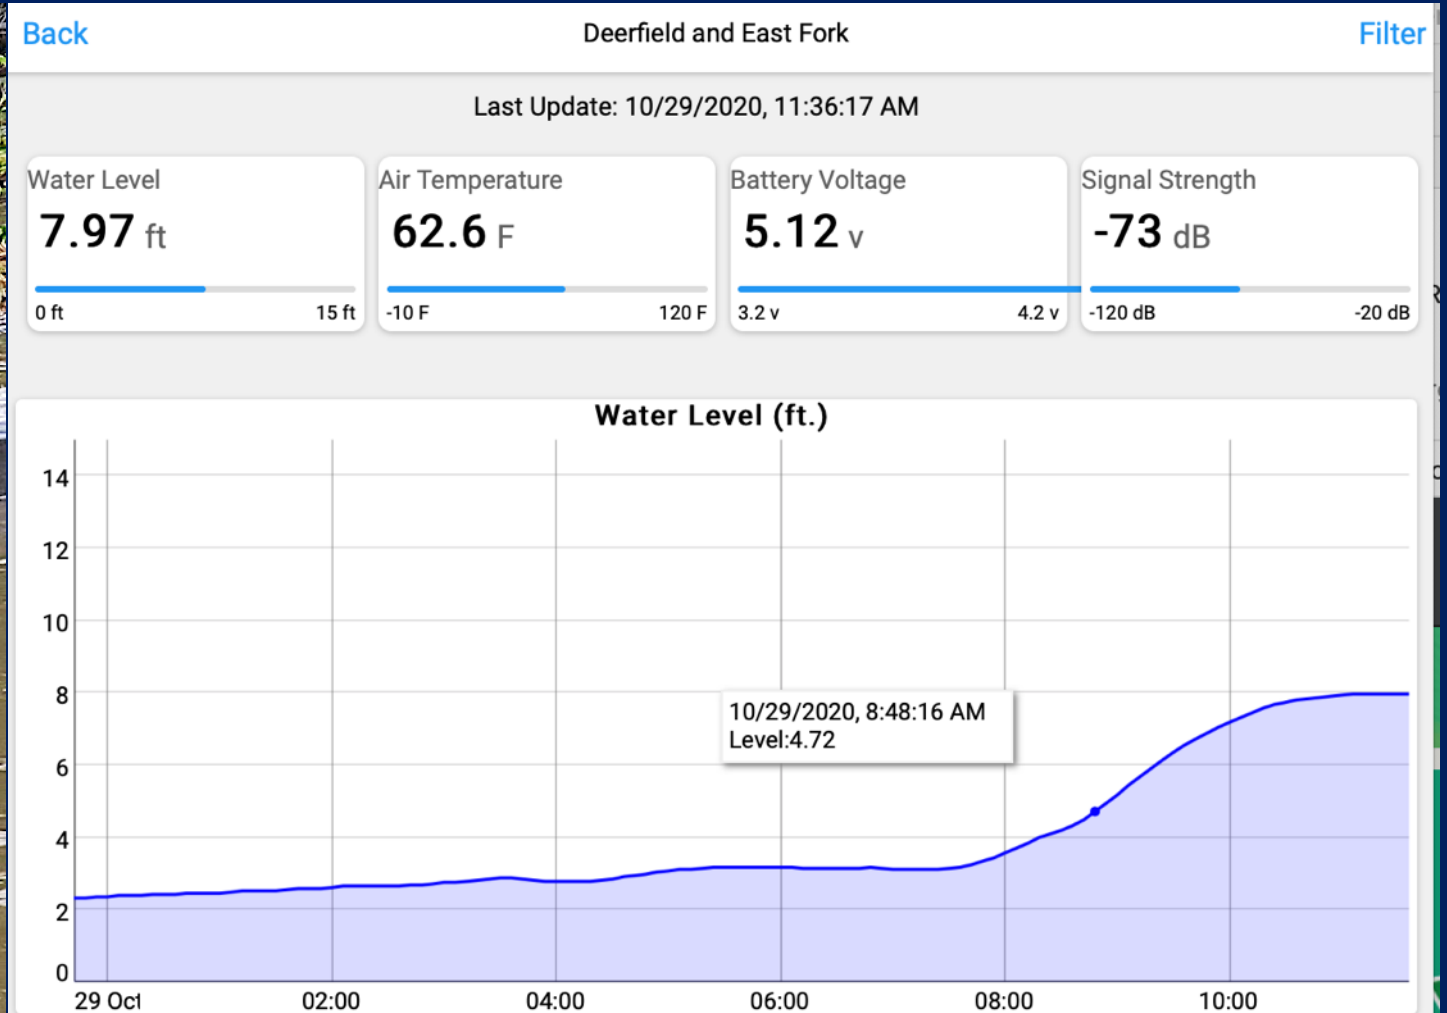 Back
Deerfield and East Fork
Filter
Last Update: 10/29/2020, 11:36:17 AM
Water Level
7.97 ft
0 ft 15 ft
Air Temperature
62.6 F
-10 F 120 F
Battery Voltage
5.12 v
3.2 v 4.2 v
Signal Strength
-73 dB
-120 dB -20 dB
Water Level (ft.)
14
12
10
8
6
4
2
0
10/29/2020, 8:48:16 AM
Level:4.72
29 Oct 02:00 04:00 06:00 08:00 10:00